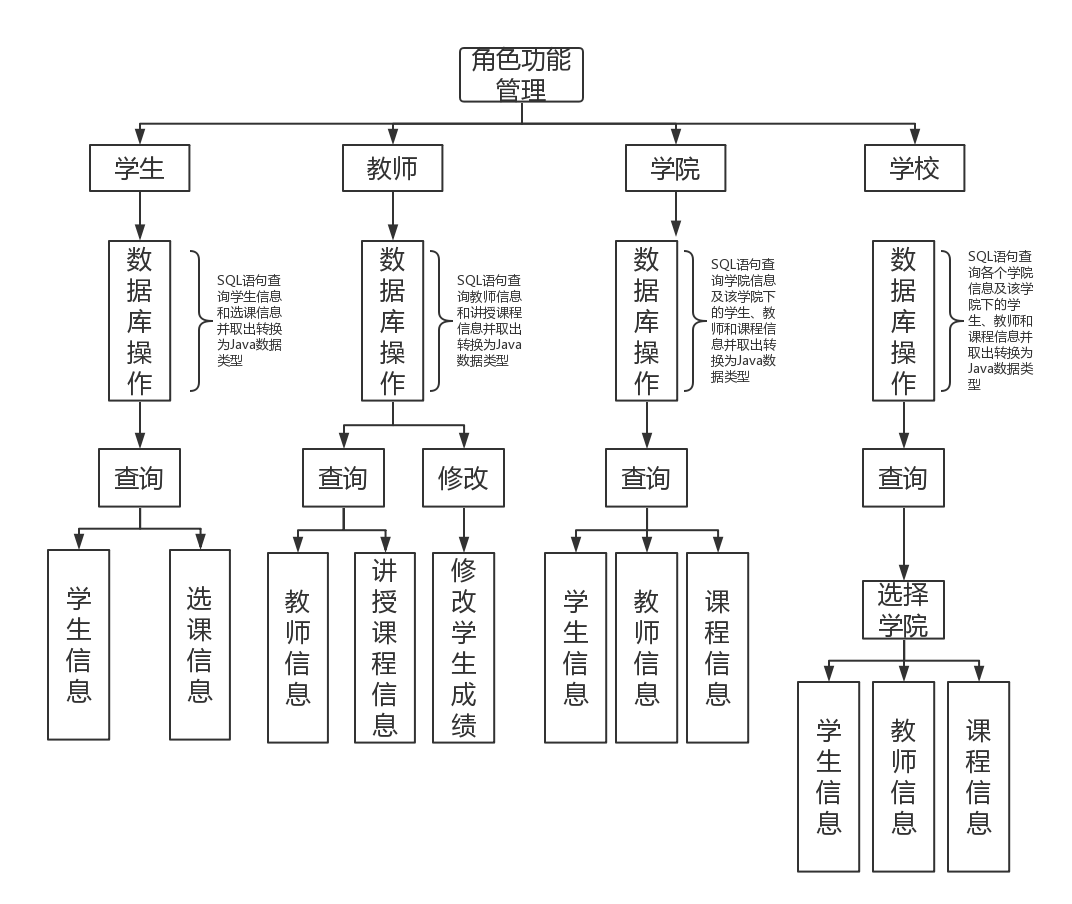 角色功能
管理
学生
教师
学院
学校
数
据
库
操
作
SQL语句查
询学生信息
和选课信息
并取出转换
为Java数据
类型
数
据
库
操
作
SQL语句查
询教师信息
和讲授课程
信息并取出
转换为Java
数据类型
数
据
库
操
作
SQL语句查
询学院信息
及该学院下
的学生、教
师和课程信
息并取出转
换为Java数
据类型
数
据
库
操
作
SQL语句查
询各个学院
信息及该学
院下的学
生、教师和
课程信息并
取出转换为
Java数据类
型
查询
查询
修改
查询
查询
学
生
信
息
选
课
信
息
教
师
信
息
讲
授
课
程
信
息
修
改
学
生
成
绩
学
生
信
息
教
师
信
息
课
程
信
息
选择
学院
学
生
信
息
教
师
信
息
课
程
信
息